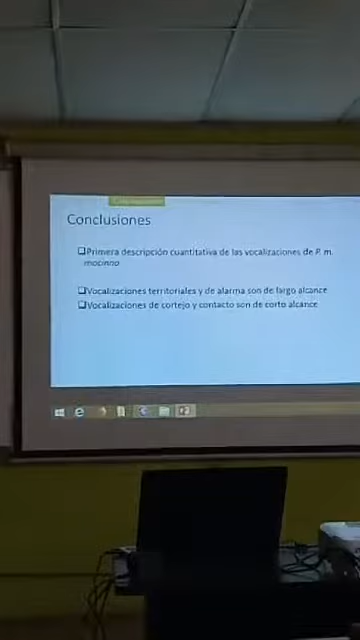 Conclusiones
Primera descripción cuantitativa de las vocalizaciones de P. m.
mocinno
Vocalizaciones territoriales y de alarma son de largo alcance
Vocalizaciones de cortejo y contacto son de corto alcance